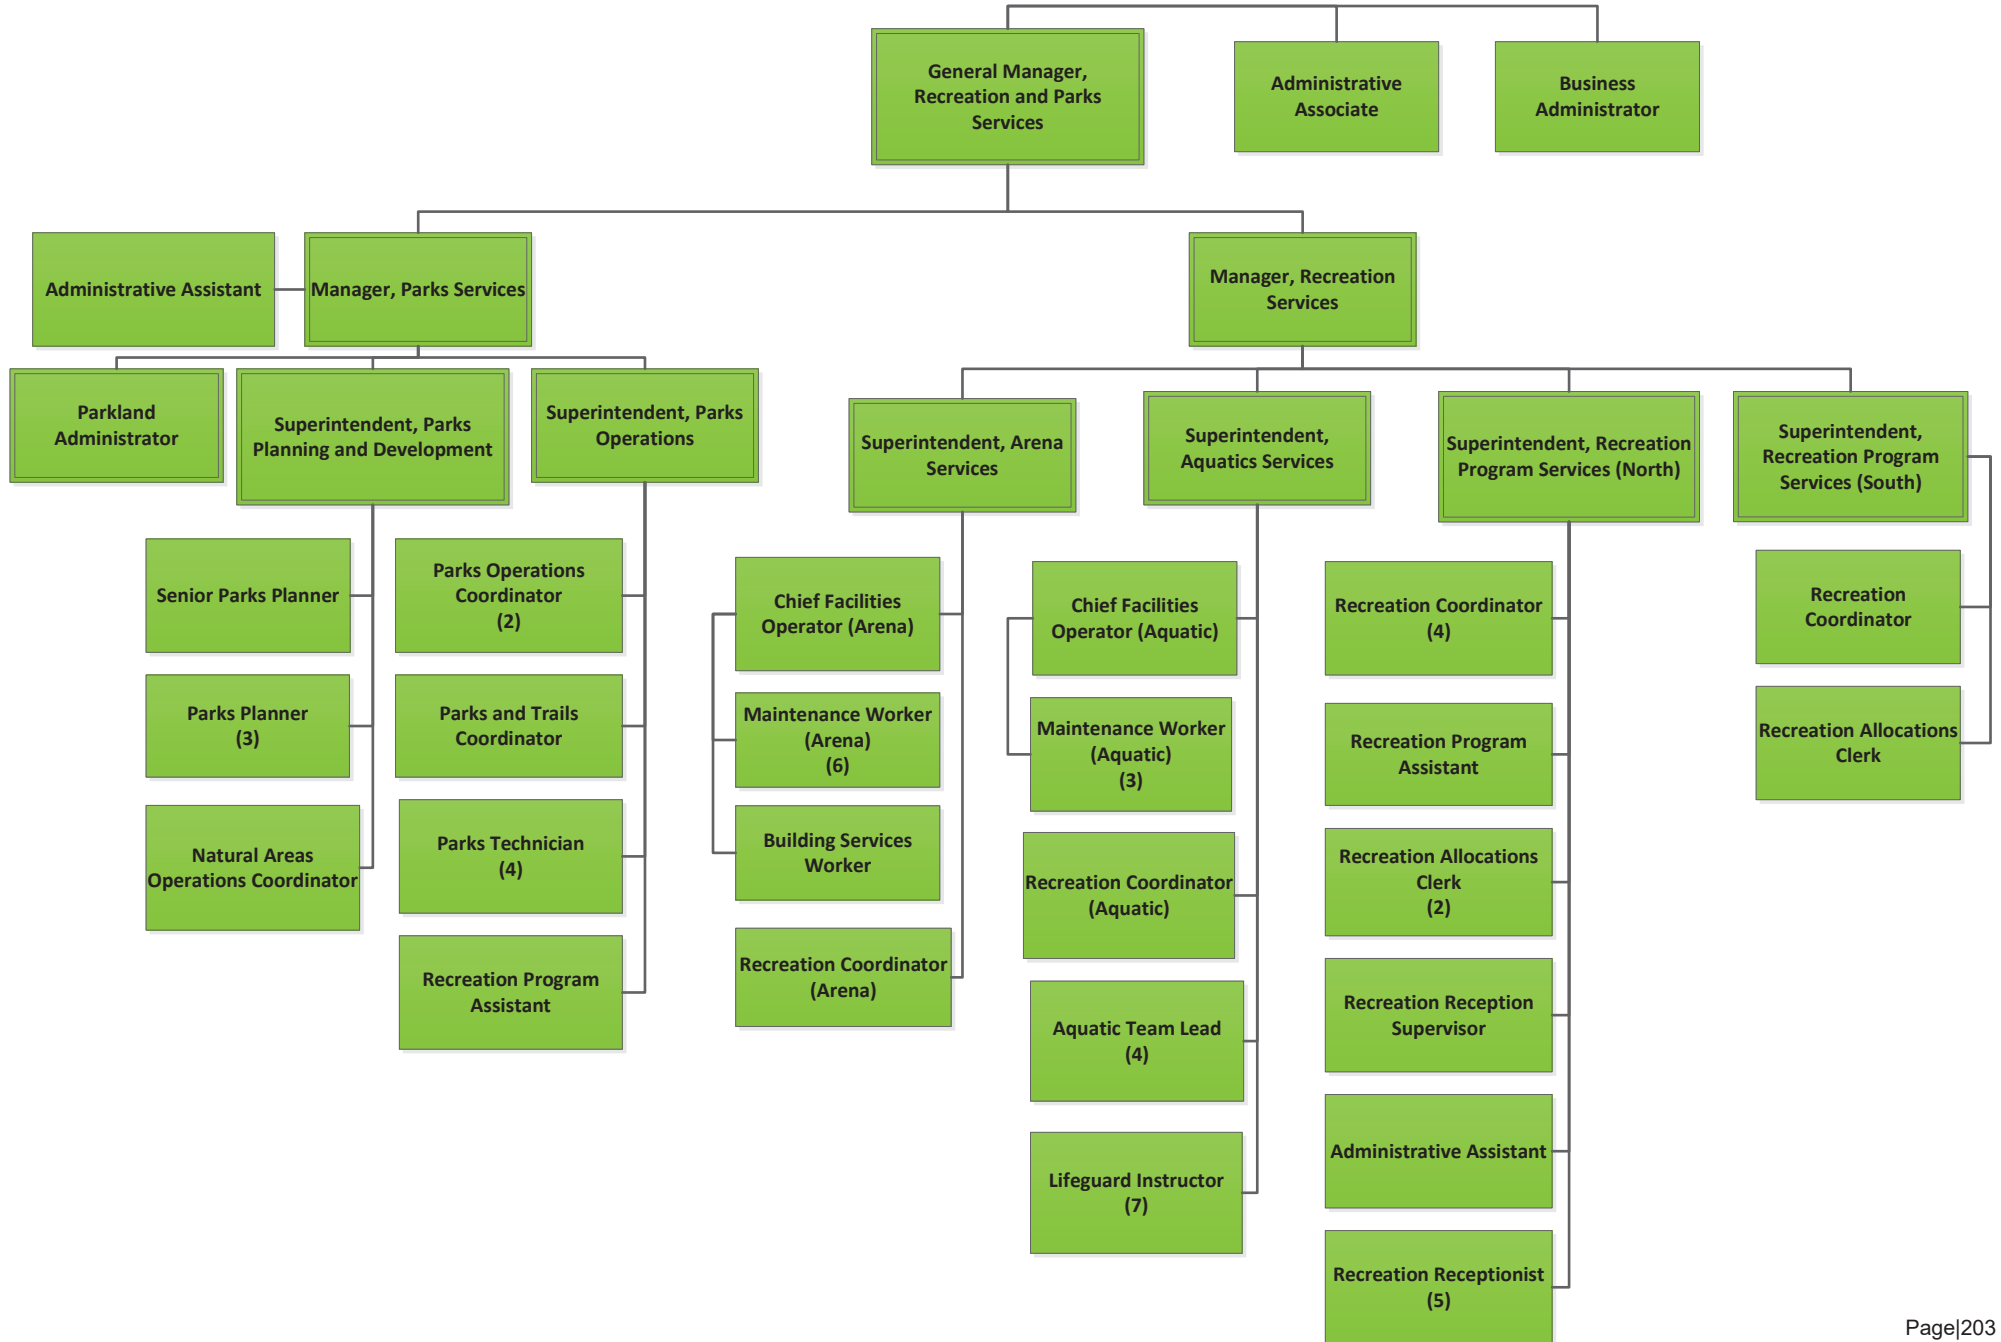 General Manager,
Recreation and Parks
Services
Administrative
Associate
Business
Administrator
Administrative Assistant
Manager, Parks Services
Manager, Recreation
Services
Parkland
Administrator
Superintendent, Parks
Planning and Development
Superintendent, Parks
Operations
Superintendent, Arena
Services
Superintendent,
Aquatics Services
Superintendent, Recreation
Program Services (North)
Superintendent,
Recreation Program
Services (South)
Senior Parks Planner
Parks Planner
(3)
Natural Areas
Operations Coordinator
Parks Operations
Coordinator
(2)
Parks and Trails
Coordinator
Parks Technician
(4)
Recreation Program
Assistant
Chief Facilities
Operator (Arena)
Maintenance Worker
(Arena)
(6)
Building Services
Worker
Recreation Coordinator
(Arena)
Chief Facilities
Operator (Aquatic)
Maintenance Worker
(Aquatic)
(3)
Recreation Coordinator
(Aquatic)
Aquatic Team Lead
(4)
Lifeguard Instructor
(7)
Recreation Coordinator
(4)
Recreation Program
Assistant
Recreation Allocations
Clerk
(2)
Recreation Reception
Supervisor
Administrative Assistant
Recreation Receptionist
(5)
Recreation
Coordinator
Recreation Allocations
Clerk
Page|203